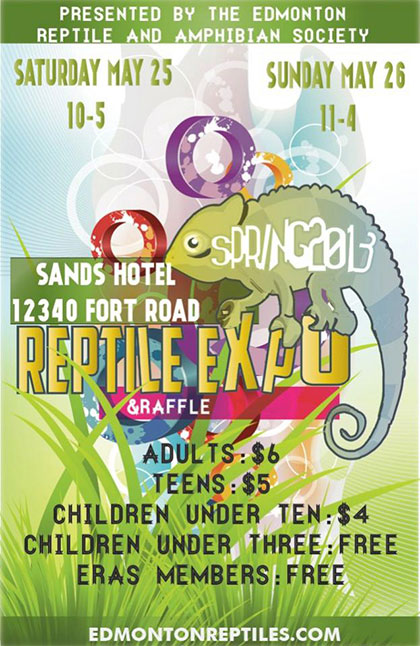 PRESENTED BY THE EDMONTON
REPTILE AND AMPHIBIAN SOCIETY
SATURDAY MAY 25
10-5
SUNDAY MAY 26
11-4
SPRING2013
SANDS HOTEL
12340 FORT ROAD
REPTILE EXPO
&RAFFLE
ADULTS:$6
TEENS:$5
CHILDREN UNDER TEN:$4
CHILDREN UNDER THREE:FREE
ERAS MEMBERS:FREE
EDMONTONREPTILES.COM